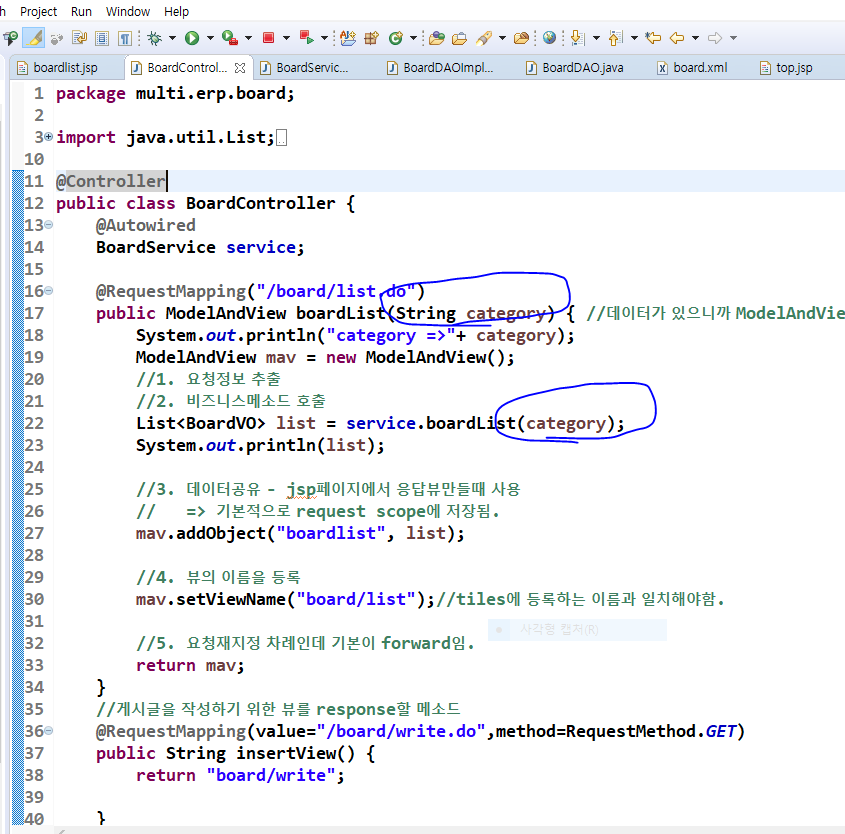 h Project Run Window Help
boardlist.jsp BoardControl... BoardServic... BoardDAOImpl... BoardDAO.java board.xml top.jsp
1 package multi.erp.board;
2
3 import java.util.List;
10
11 @Controller
12 public class BoardController {
13 @Autowired
14 BoardService service;
15
16 @RequestMapping("/board/list.do")
17 public ModelAndView boardList(String category) { //데이터가 있으니까 ModelAndVie
18 System.out.println("category =>"+ category);
19 ModelAndView mav = new ModelAndView();
20 //1. 요청정보 추출
21 //2. 비즈니스메소드 호출
22 List<BoardVO> list = service.boardList(category);
23 System.out.println(list);
24
25 //3. 데이터공유 - jsp페이지에서 응답뷰만들때 사용
26 // => 기본적으로 request scope에 저장됨.
27 mav.addObject("boardlist", list);
28
29 //4. 뷰의 이름을 등록
30 mav.setViewName("board/list");//tiles에 등록하는 이름과 일치해야함.
31
사각형 캡처(R)
32 //5. 요청재지정 차례인데 기본이 forward임.
33 return mav;
34 }
35 //게시글을 작성하기 위한 뷰를 response할 메소드
36 @RequestMapping(value="/board/write.do",method=RequestMethod.GET)
37 public String insertView() {
38 return "board/write";
39
40 }